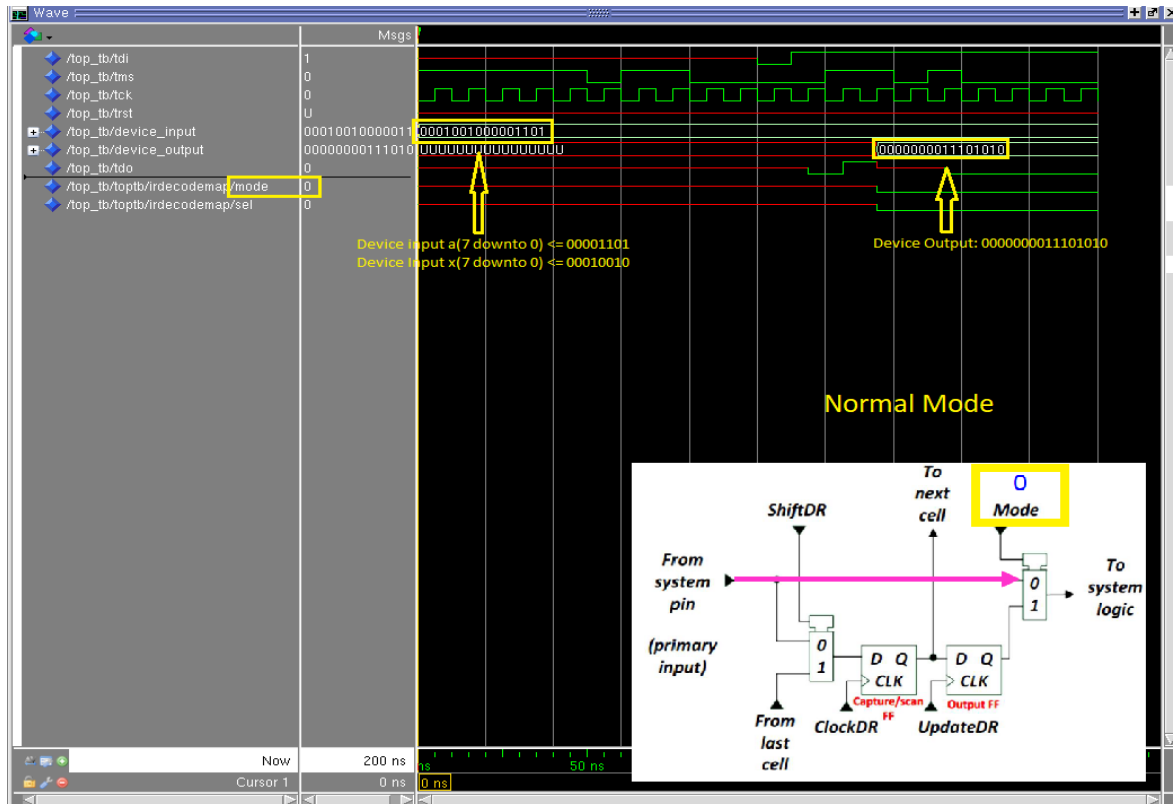 Wave
Msgs
/top_tb/tdi 1
/top_tb/tms 0
/top_tb/tck 0
/top_tb/trst U
/top_tb/device_input 00010010000011 0001001000001101
/top_tb/device_output 00000000111010 UUUUUUUUUUUUUUUU 0000000011101010
/top_tb/tdo 0
/top_tb/toptb/irdecodemap/mode 0
/top_tb/toptb/irdecodemap/sel 0
Device input a(7 downto 0) <= 00001101
Device Input x(7 downto 0) <= 00010010
Device Output: 0000000011101010
Normal Mode
To
next
cell
0
Mode
ShiftDR
From
system
pin
(primary
input)
0
1
To
system
logic
0
1
D Q
CLK
D Q
CLK
Capture/scan
FF
Output FF
From
last
cell
ClockDR
UpdateDR
Now 200 ns
ns 50 ns
Cursor 1 0 ns 0 ns